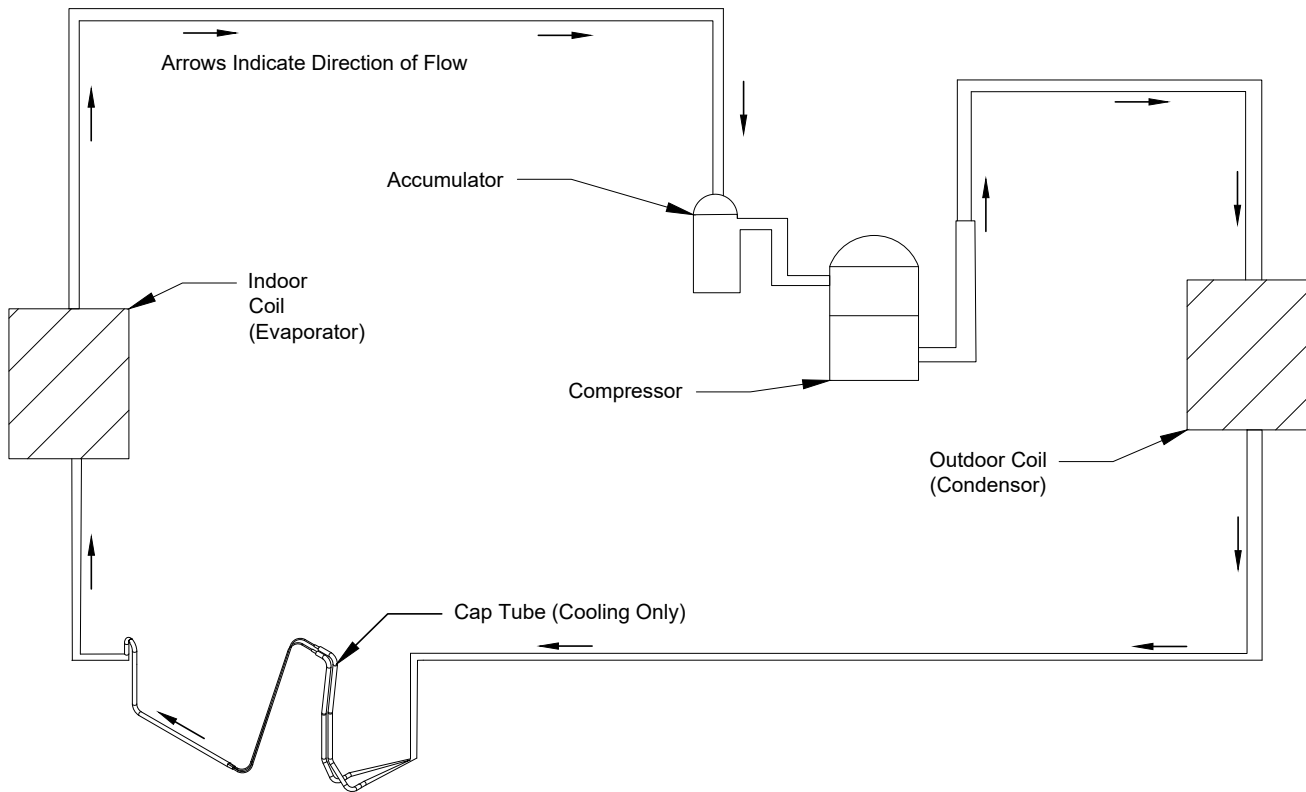 Arrows Indicate Direction of Flow
Accumulator
Indoor
Coil
(Evaporator)
Compressor
Outdoor Coil
(Condensor)
Cap Tube (Cooling Only)